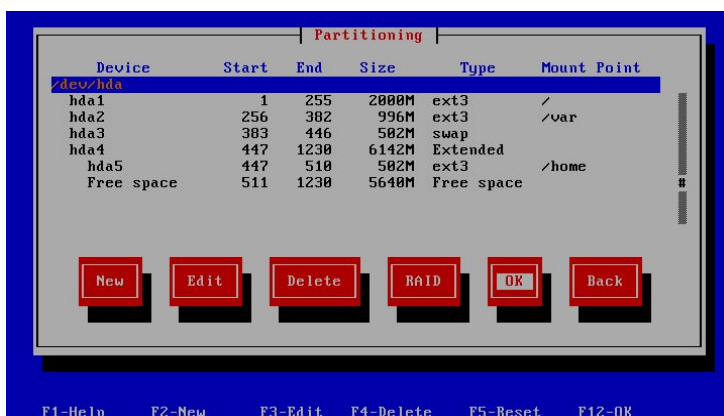 Partitioning
Device Start End Size Type Mount Point
/dev/hda
hda1 1 255 2000M ext3 /
hda2 256 382 996M ext3 /var
hda3 383 446 502M swap
hda4 447 1230 6142M Extended
hda5 447 510 502M ext3 /home
Free space 511 1230 5640M Free space
#
New Edit Delete RAID OK Back
F1-Help F2-New F3-Edit F4-Delete F5-Reset F12-OK